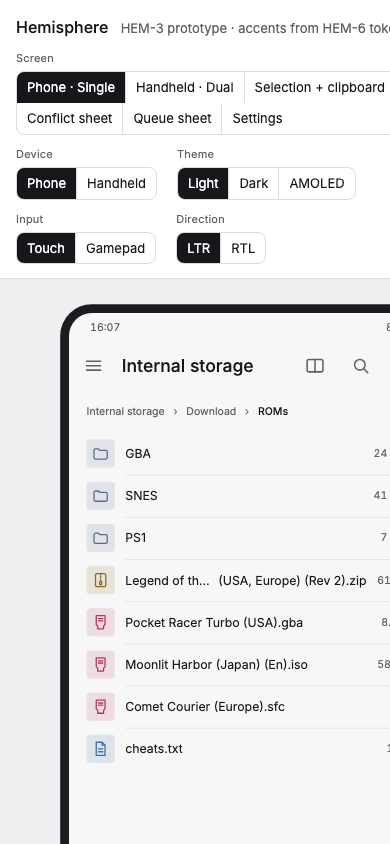 Hemisphere HEM-3 prototype · accents from HEM-6
Screen
Phone · Single Handheld · Dual Selection + clipboard
Conflict sheet Queue sheet Settings
Device Theme
Phone Handheld Light Dark AMOLED
Input Direction
Touch Gamepad LTR RTL
16:07
Internal storage
Internal storage › Download › ROMs
GBA 24
SNES 41
PS1 7
Legend of th… (USA, Europe) (Rev 2).zip 61
Pocket Racer Turbo (USA).gba 8.
Moonlit Harbor (Japan) (En).iso 58
Comet Courier (Europe).sfc
cheats.txt